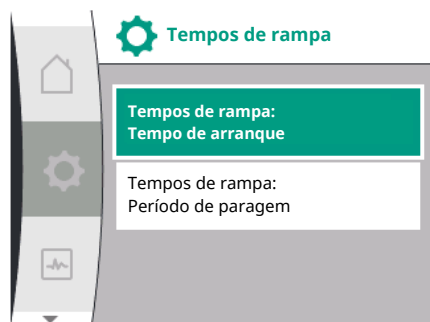 Tempos de rampa
Tempos de rampa:
Tempo de arranque
Tempos de rampa:
Período de paragem